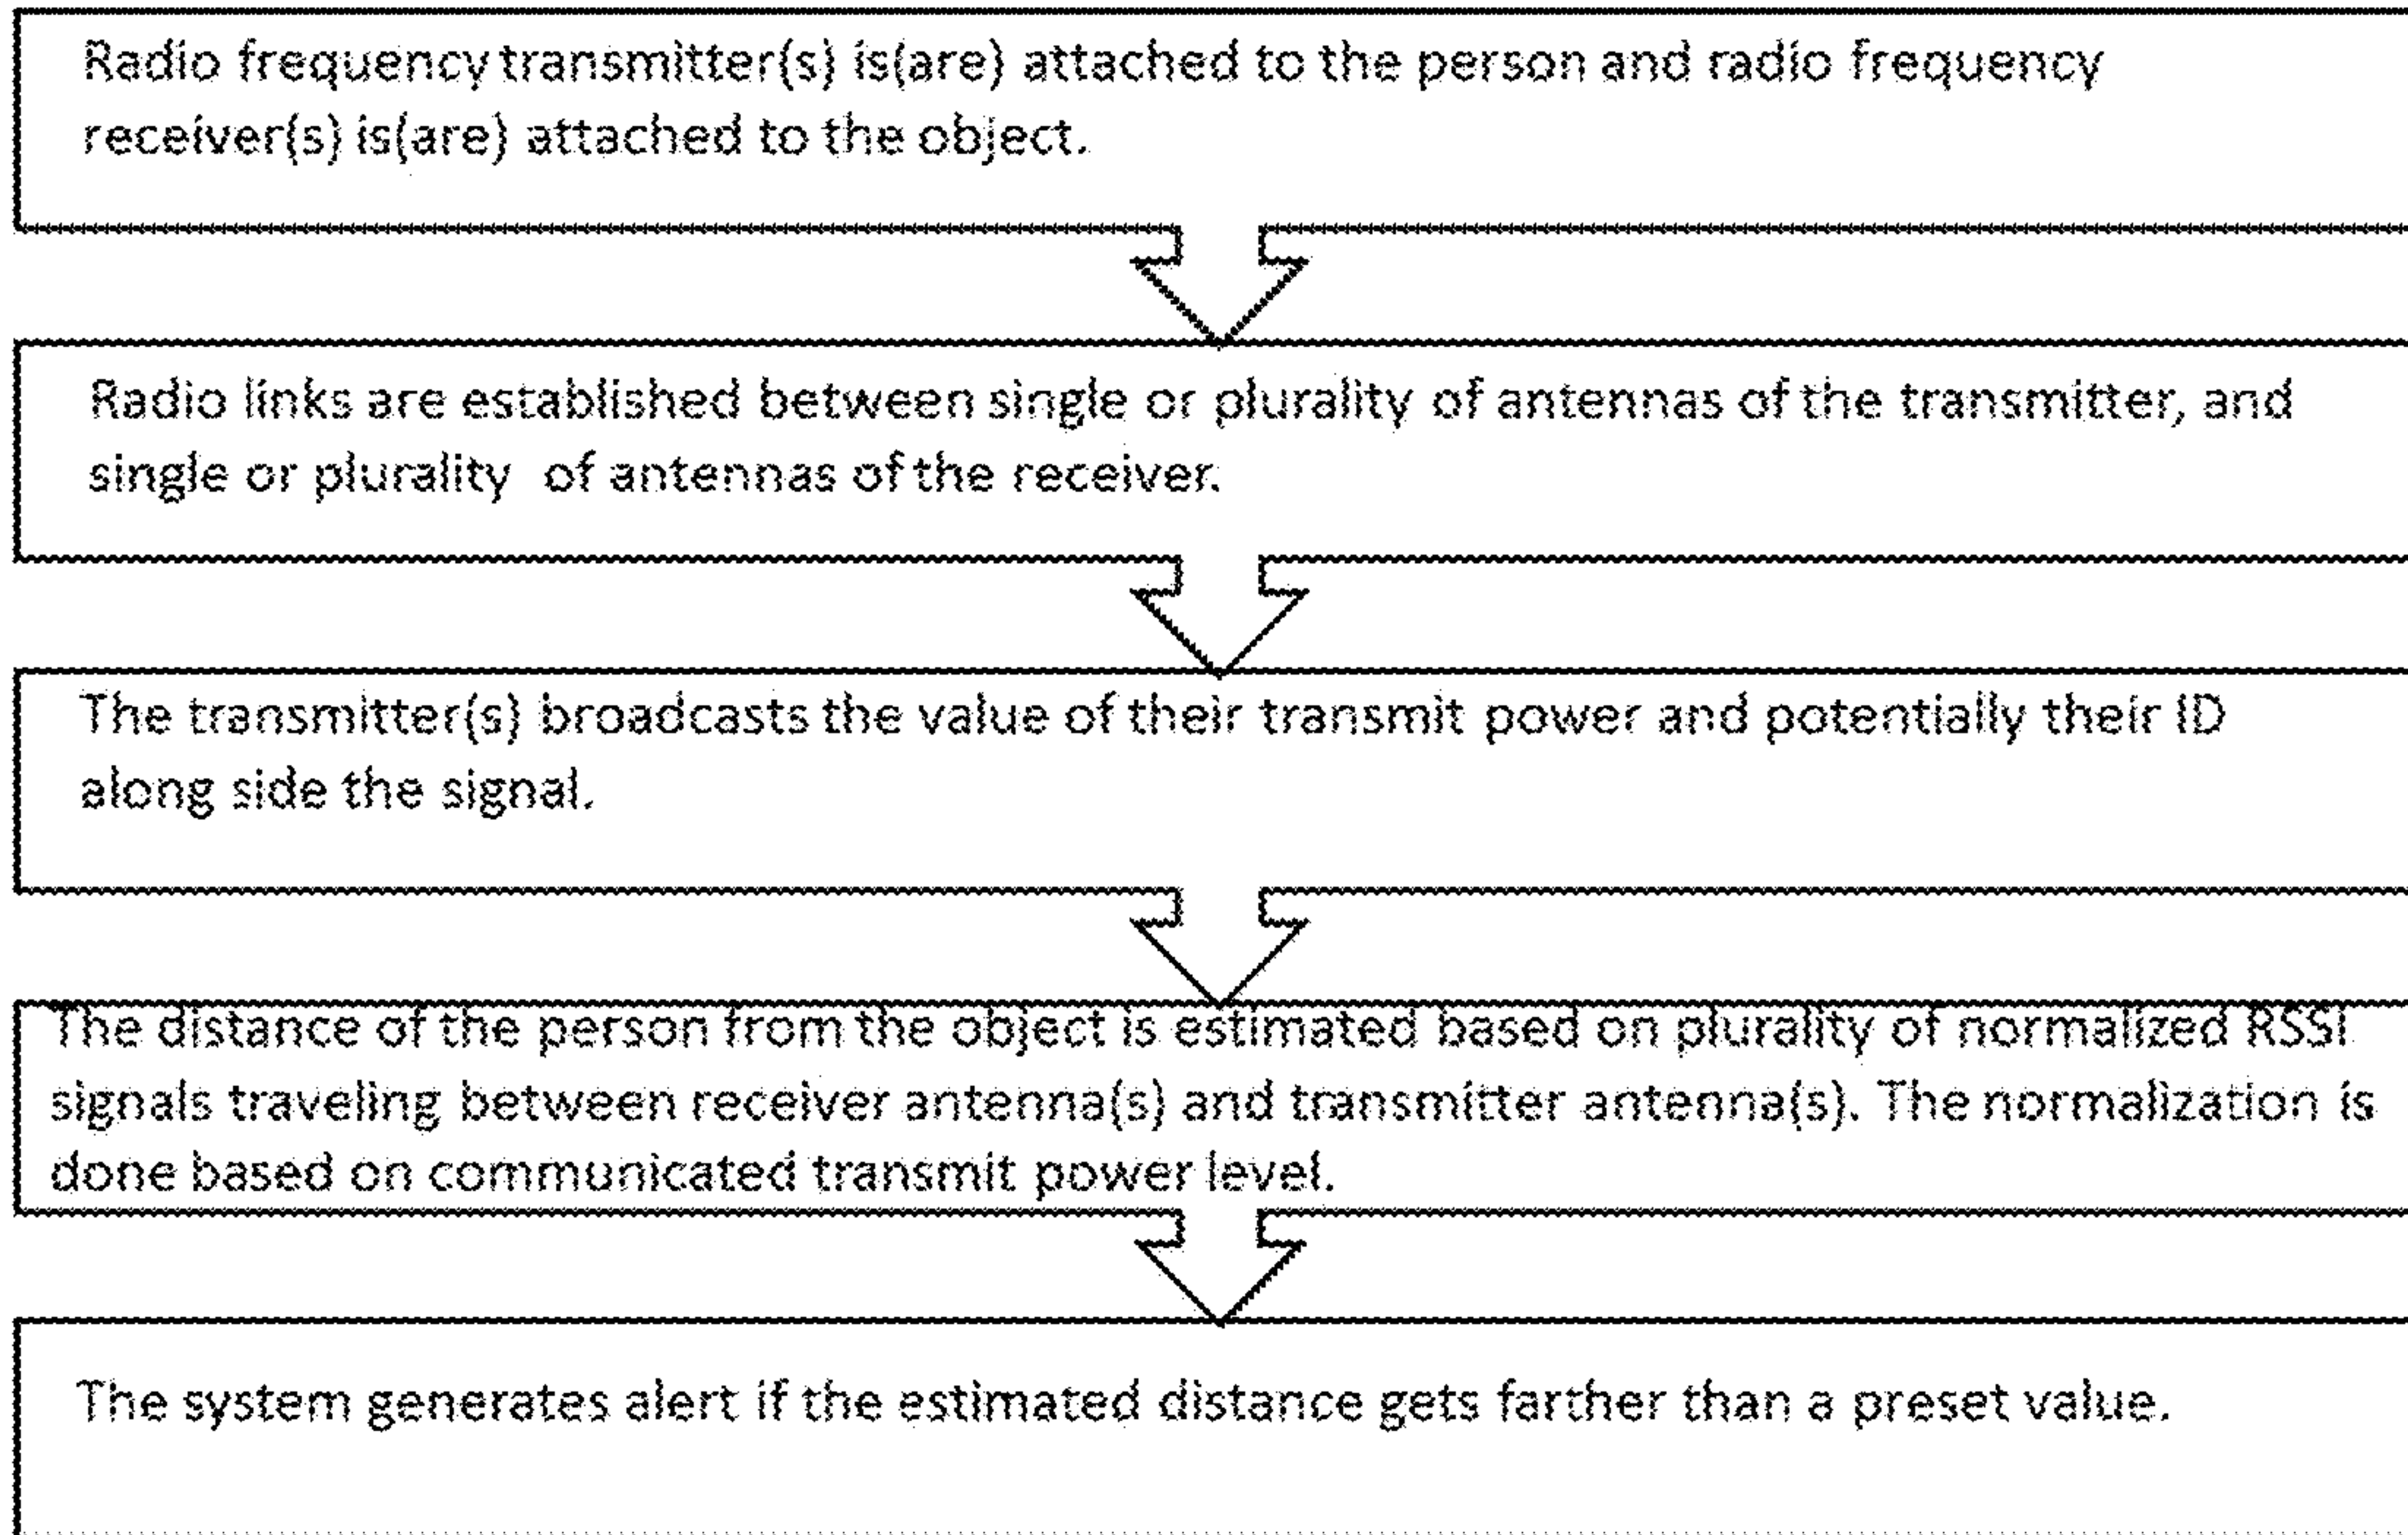 Radio frequency transmitter(s) is(are) attached to the person and radio frequency
receiver(s) is(are) attached to the object.
Radio links are established between single or plurality of antennas of the transmitter, and
single or plurality of antennas of the receiver.
The transmitter(s) broadcasts the value of their transmit power and potentially their ID
along side the signal.
The distance of the person from the object is estimated based on plurality of normalized RSSI
signals traveling between receiver antenna(s) and transmitter antenna(s). The normalization is
done based on communicated transmit power level.
The system generates alert if the estimated distance gets farther than a preset value.